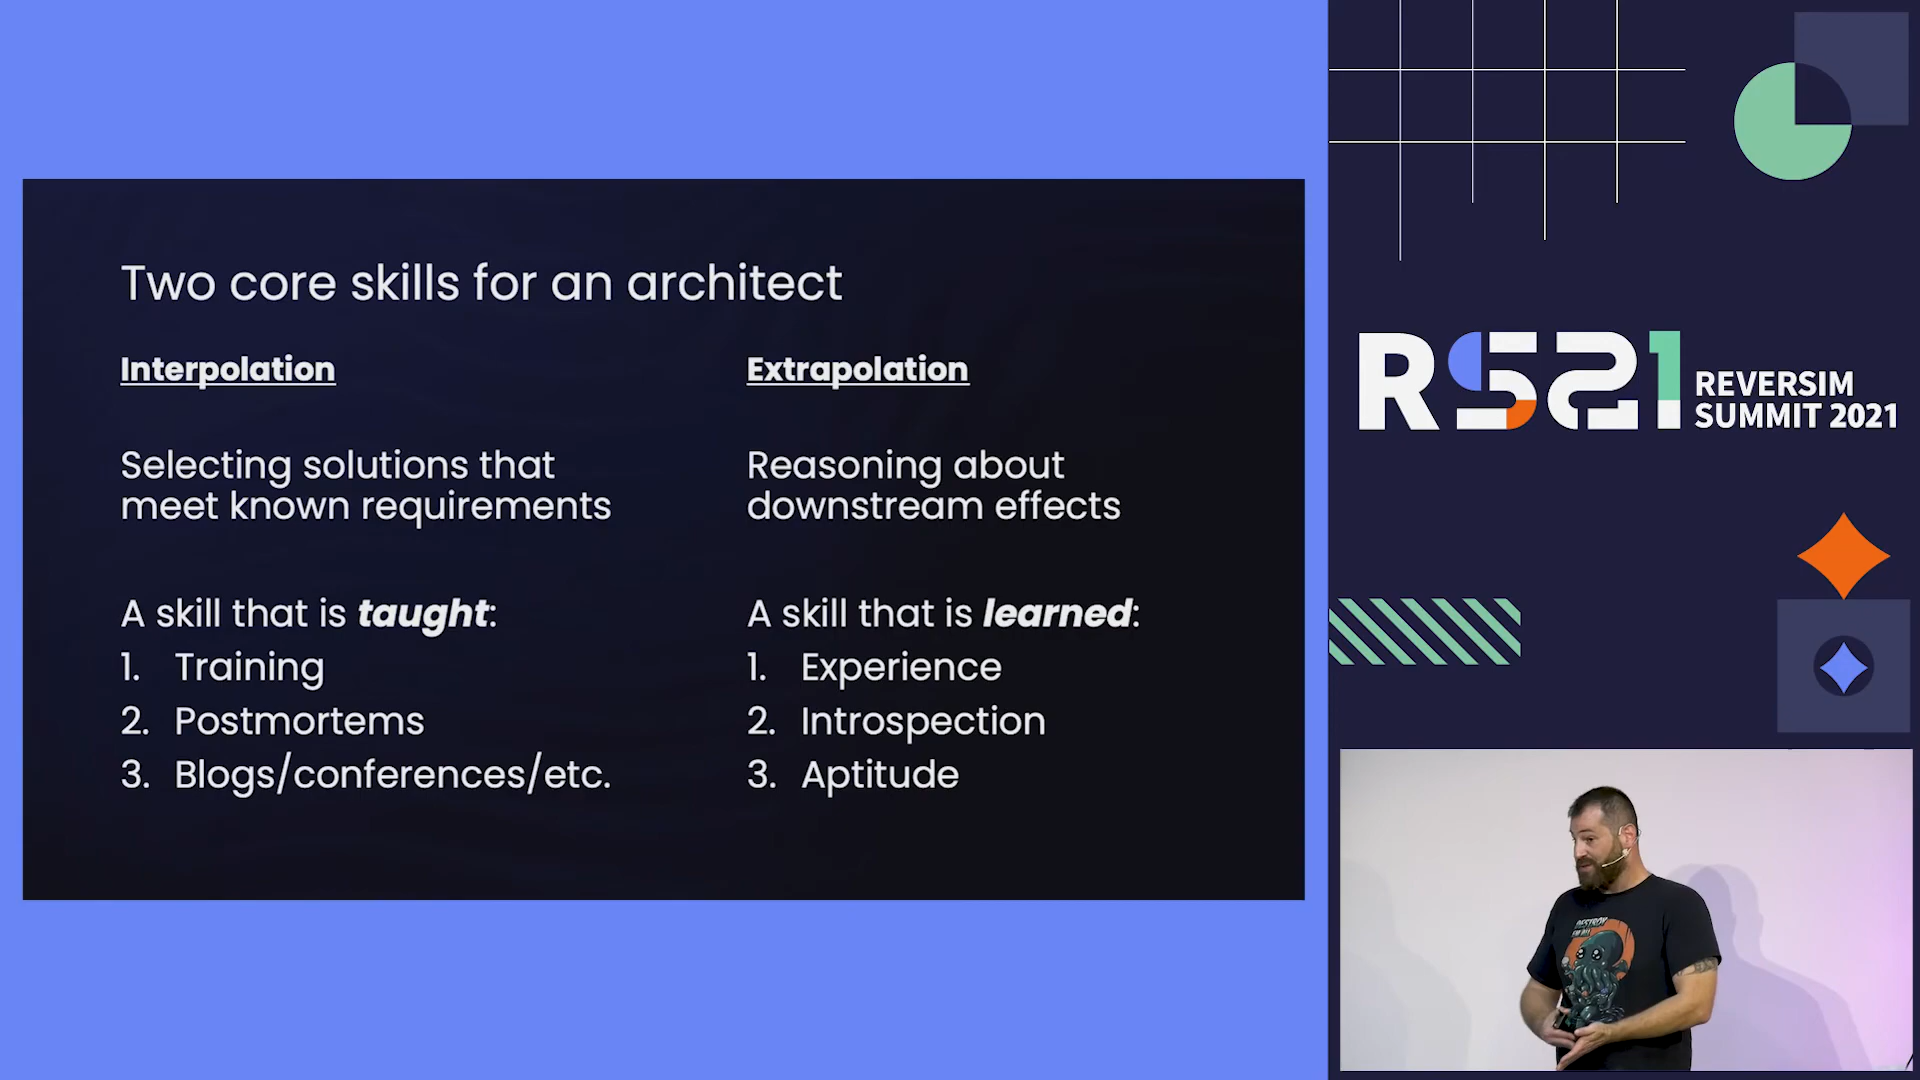 Two core skills for an architect
Interpolation
Selecting solutions that
meet known requirements
A skill that is taught:
1. Training
2. Postmortems
3. Blogs/conferences/etc.
Extrapolation
Reasoning about
downstream effects
A skill that is learned:
1. Experience
2. Introspection
3. Aptitude
RS21
REVERSIM
SUMMIT 2021
DESTROY